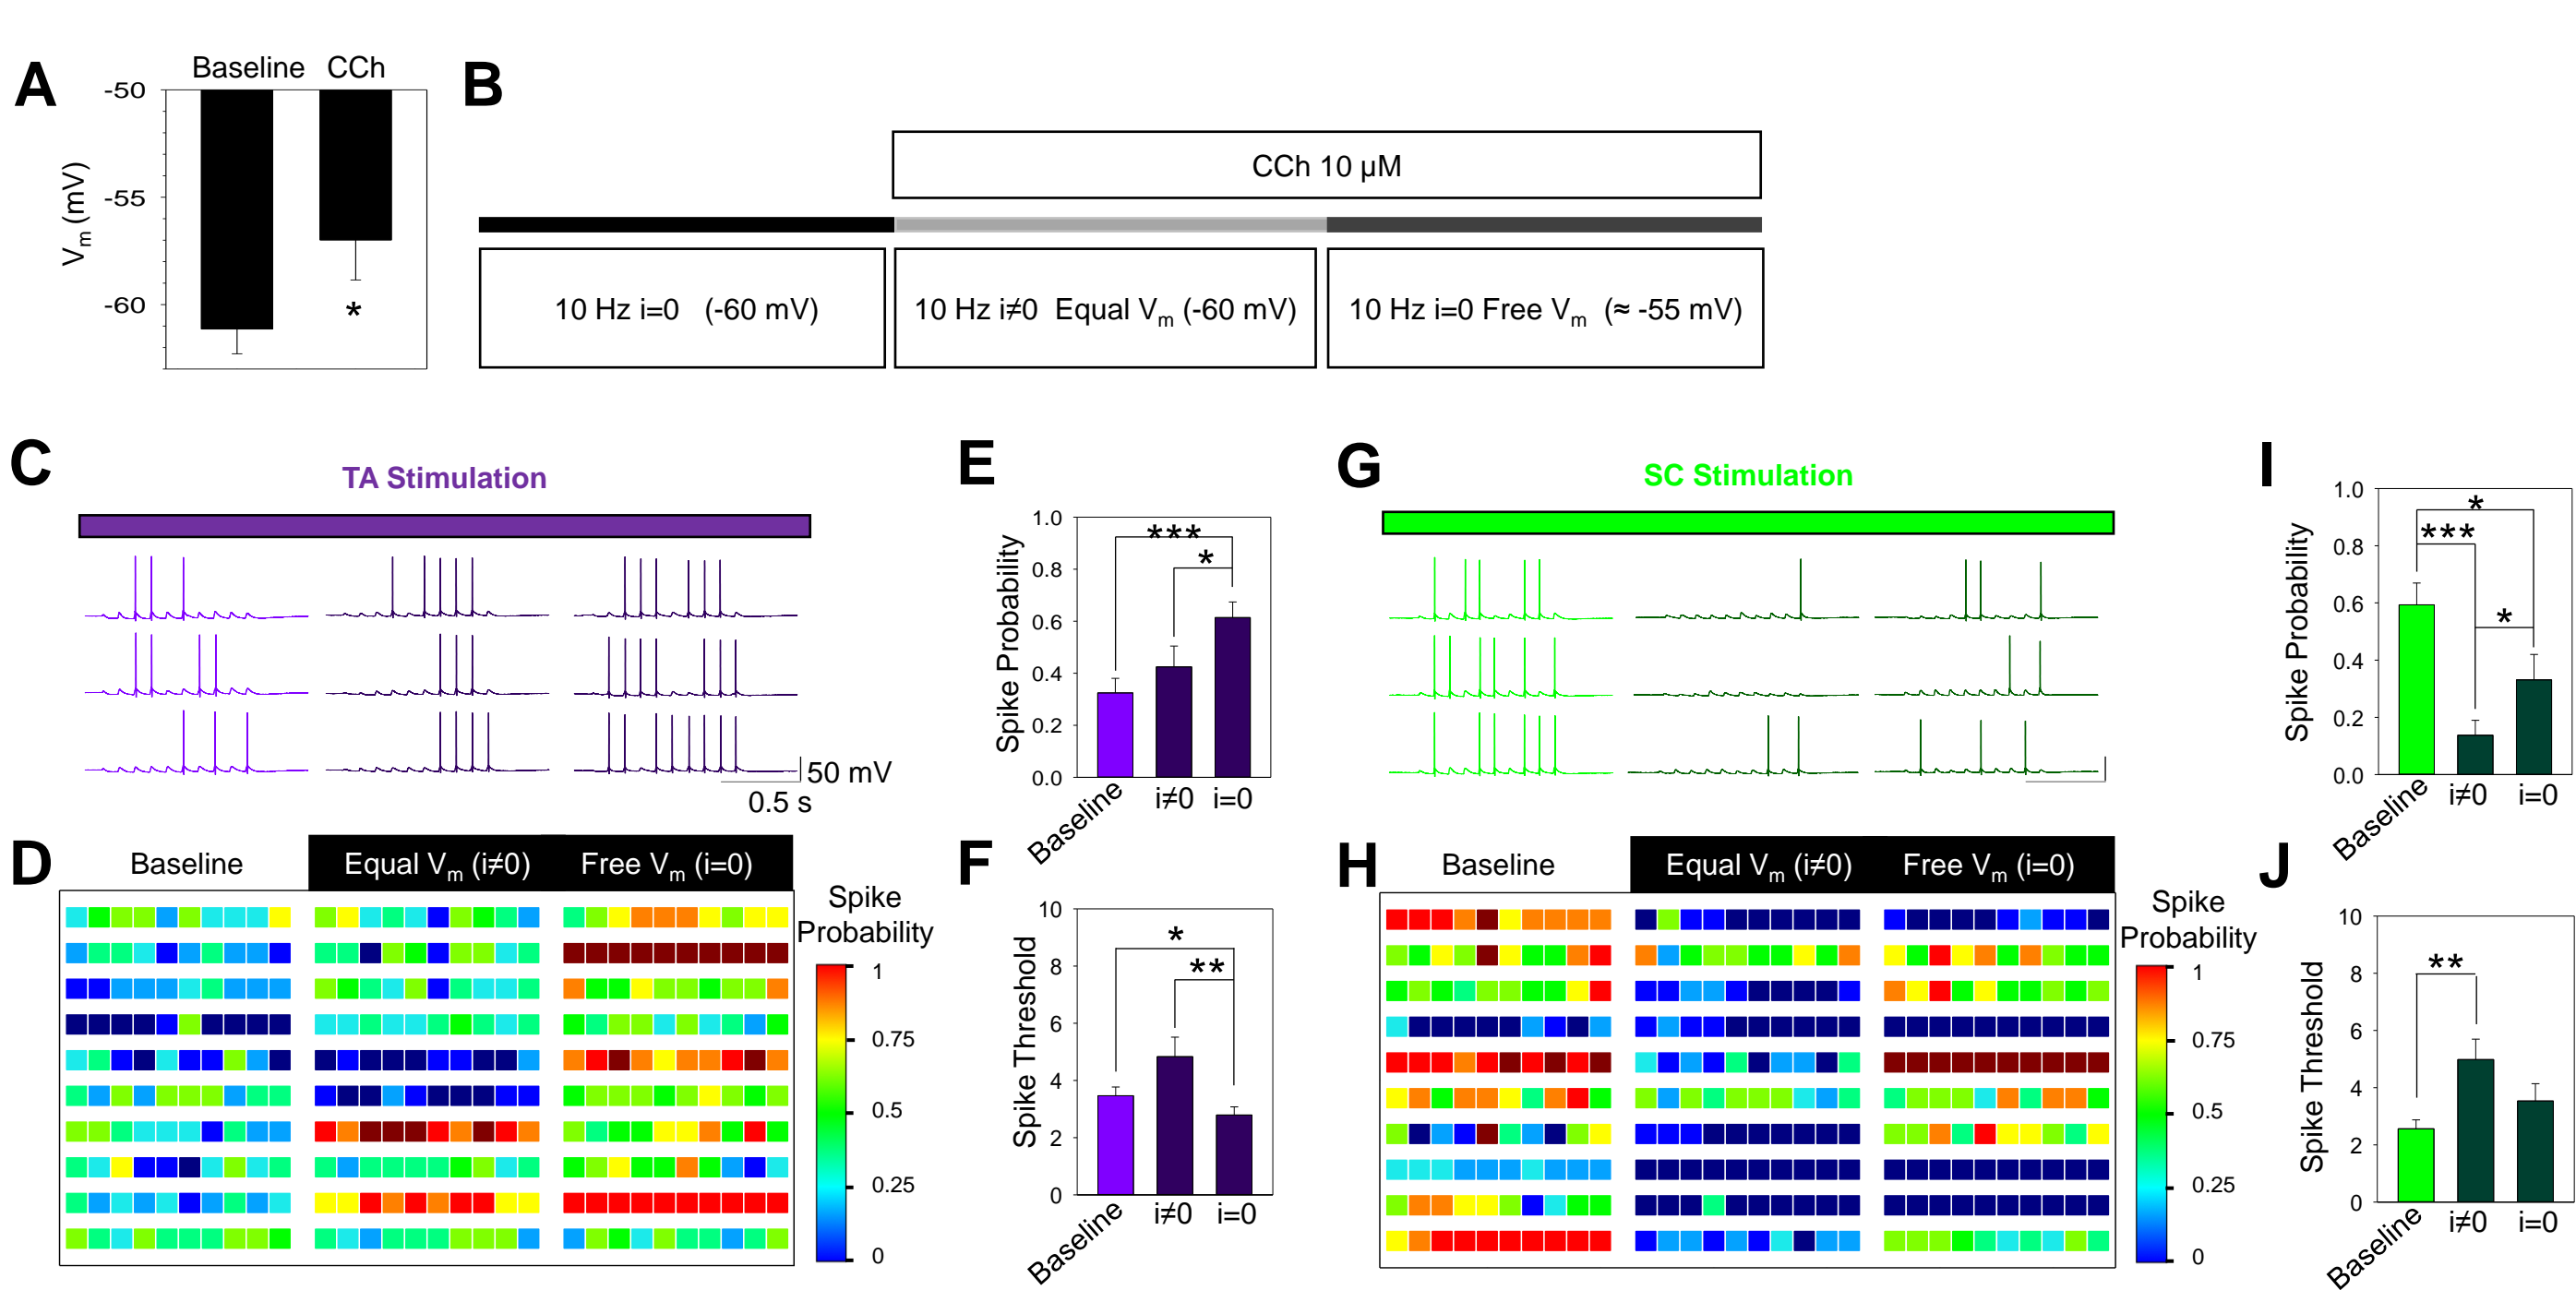 A
Baseline CCh
-50
-55
-60
Vm (mV)
*
B
CCh 10 µM
10 Hz i=0 (-60 mV)
10 Hz i≠0 Equal Vm (-60 mV)
10 Hz i=0 Free Vm (≈ -55 mV)
C
TA Stimulation
50 mV
0.5 s
D
Baseline
Equal Vm (i≠0)
Free Vm (i=0)
Spike
Probability
1
0.75
0.5
0.25
0
E
Spike Probability
1.0
0.8
0.6
0.4
0.2
0.0
***
*
Baseline
i≠0
i=0
F
Spike Threshold
10
8
6
4
2
0
*
**
Baseline
i≠0
i=0
G
SC Stimulation
H
Baseline
Equal Vm (i≠0)
Free Vm (i=0)
Spike
Probability
1
0.75
0.5
0.25
0
I
Spike Probability
1.0
0.8
0.6
0.4
0.2
0.0
*
***
*
Baseline
i≠0
i=0
J
Spike Threshold
10
8
6
4
2
0
**
Baseline
i≠0
i=0